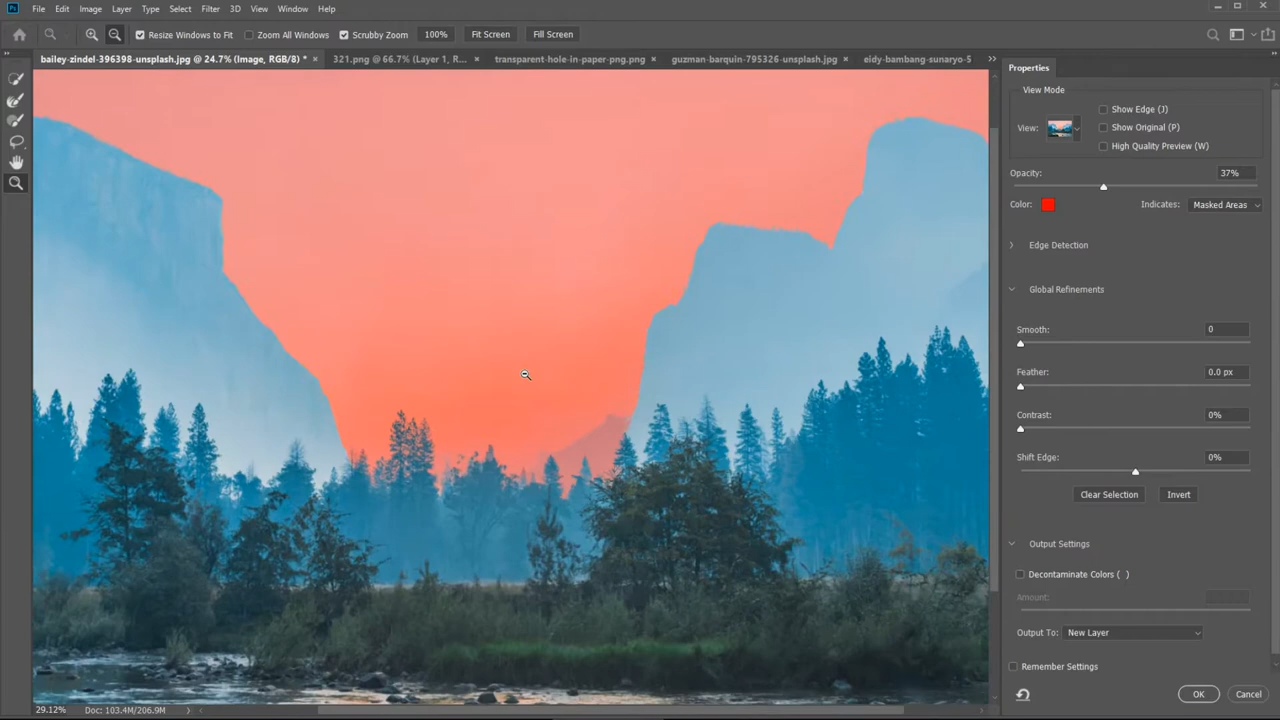 Ps File Edit Image Layer Type Select Filter 3D View Window Help
Resize Windows to Fit Zoom All Windows Scrubby Zoom 100% Fit Screen Fill Screen
bailey-zindel-396398-unsplash.jpg @ 24.7% (Image, RGB/8) * × 321.png @ 66.7% (Layer 1, R... × transparent-hole-in-paper-png.png × guzman-barquin-795326-unsplash.jpg × eidy-bambang-sunaryo-5
Properties
View Mode
View:
Show Edge (J)
Show Original (P)
High Quality Preview (W)
Opacity: 37%
Color: Indicates: Masked Areas
Edge Detection
Global Refinements
Smooth: 0
Feather: 0.0 px
Contrast: 0%
Shift Edge: 0%
Clear Selection Invert
Output Settings
Decontaminate Colors ( )
Amount:
Output To: New Layer
Remember Settings
OK Cancel
29.12% Doc: 103.4M/206.9M